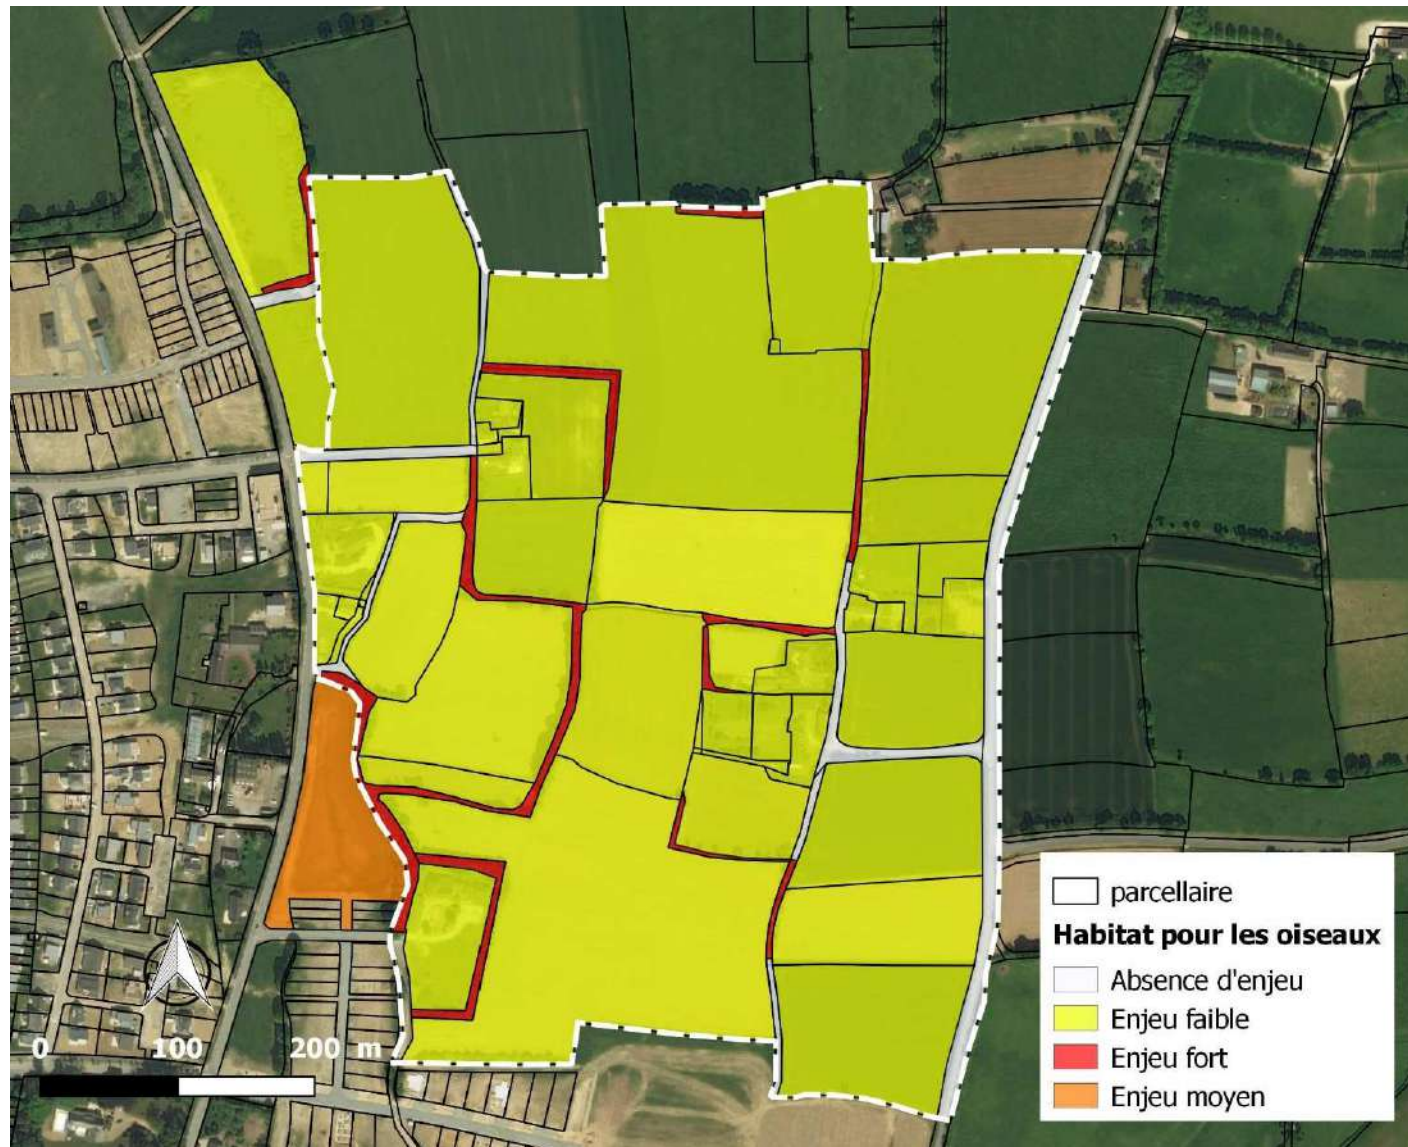 parcellaire
Habitat pour les oiseaux
Absence d'enjeu
Enjeu faible
Enjeu fort
Enjeu moyen
0 100 200 m